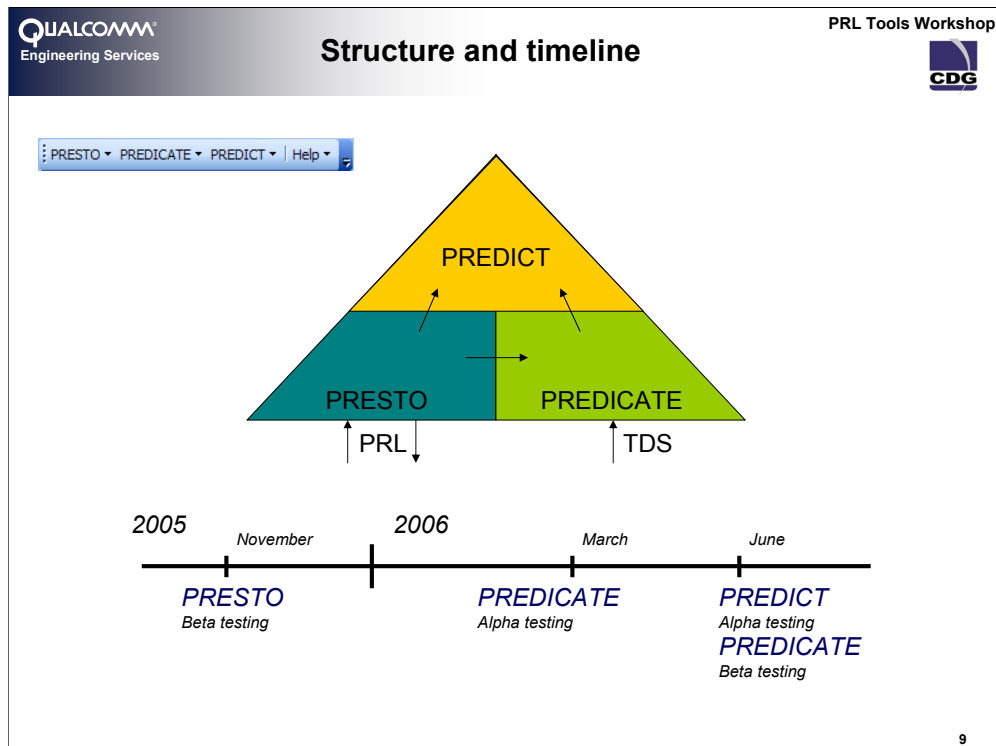 QUALCOMM
Engineering Services
Structure and timeline
PRL Tools Workshop
CDG
PRESTO PREDICATE PREDICT Help
PREDICT
PRESTO PREDICATE
PRL TDS
2005 2006
November March June
PRESTO PREDICATE PREDICT
Beta testing Alpha testing Alpha testing
PREDICATE
Beta testing
9